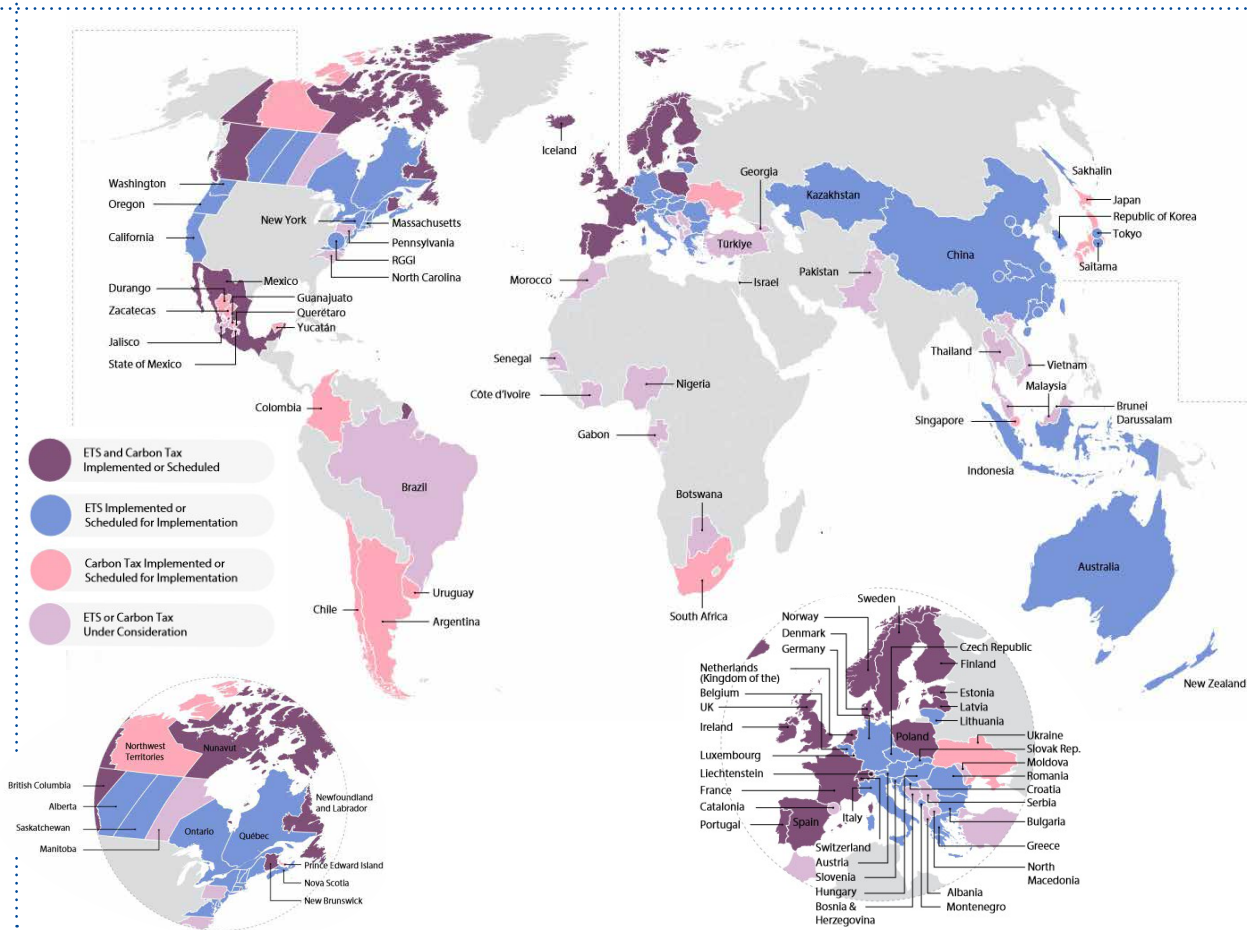 Iceland
Georgia
Kazakhstan
Sakhalin
Japan
Republic of Korea
Tokyo
Saitama
China
Washington
Oregon
California
New York
Massachusetts
Pennsylvania
RGGI
North Carolina
Türkiye
Israel
Pakistan
Morocco
Mexico
Durango
Guanajuato
Zacatecas
Querétaro
Yucatán
Jalisco
State of Mexico
Senegal
Côte d'Ivoire
Nigeria
Gabon
Thailand
Vietnam
Malaysia
Singapore
Brunei
Darussalam
Indonesia
Colombia
Brazil
Botswana
South Africa
Australia
New Zealand
Chile
Uruguay
Argentina
ETS and Carbon Tax
Implemented or Scheduled
ETS Implemented or
Scheduled for Implementation
Carbon Tax Implemented or
Scheduled for Implementation
ETS or Carbon Tax
Under Consideration
Northwest
Territories
Nunavut
British Columbia
Alberta
Saskatchewan
Manitoba
Ontario
Québec
Newfoundland
and Labrador
Prince Edward Island
Nova Scotia
New Brunswick
Sweden
Norway
Denmark
Germany
Netherlands
(Kingdom of the)
Belgium
UK
Ireland
Luxembourg
Liechtenstein
France
Catalonia
Portugal
Spain
Italy
Poland
Switzerland
Austria
Slovenia
Hungary
Bosnia &
Herzegovina
Czech Republic
Finland
Estonia
Latvia
Lithuania
Ukraine
Slovak Rep.
Moldova
Romania
Croatia
Serbia
Bulgaria
Greece
North
Macedonia
Albania
Montenegro